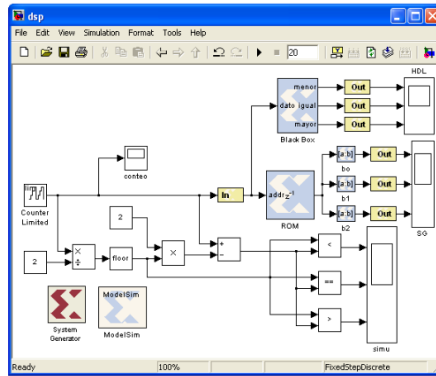 dsp
File Edit View Simulation Format Tools Help
20
HDL
menor
Out
dato igual
Out
mayor
Out
Black Box
conteo
Counter
Limited
In
addr z⁻¹
ROM
[a:b]
Out
bo
[a:b]
Out
b1
[a:b]
Out
b2
SG
2
2
×
÷
floor
×
+
−
<
==
>
simu
System
Generator
ModelSim
ModelSim
Ready 100% FixedStepDiscrete